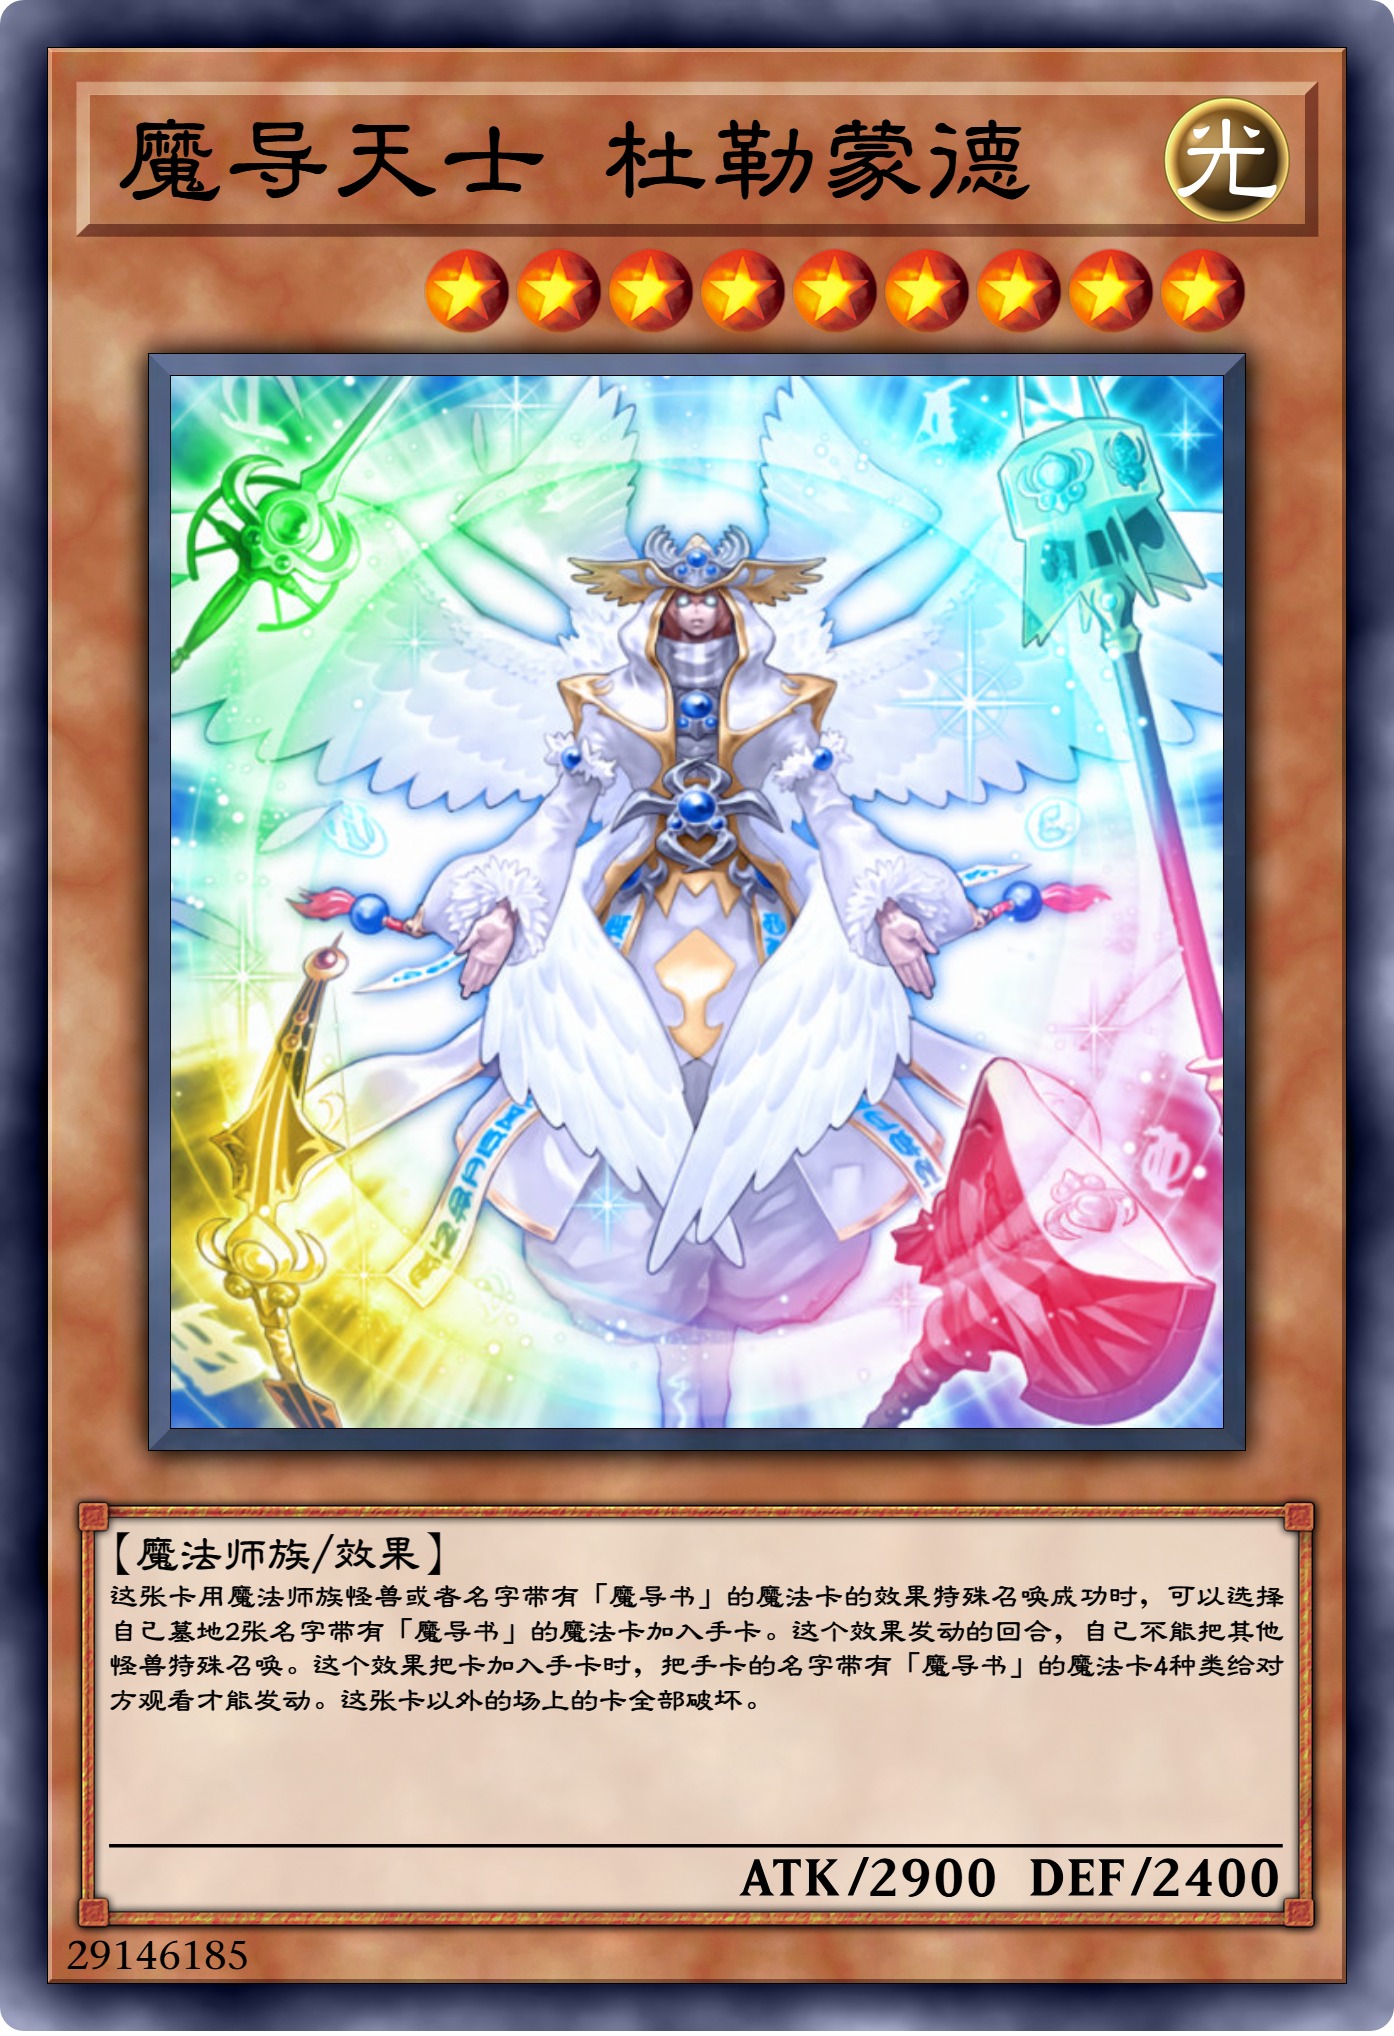 魔导天士 杜勒蒙德
光
【魔法师族/效果】
这张卡用魔法师族怪兽或者名字带有「魔导书」的魔法卡的效果特殊召唤成功时，可以选择
自己墓地2张名字带有「魔导书」的魔法卡加入手卡。这个效果发动的回合，自己不能把其他
怪兽特殊召唤。这个效果把卡加入手卡时，把手卡的名字带有「魔导书」的魔法卡4种类给对
方观看才能发动。这张卡以外的场上的卡全部破坏。
ATK/2900 DEF/2400
29146185